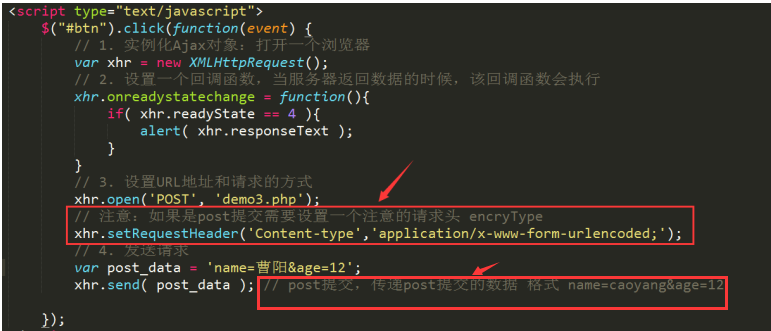 <script type="text/javascript">
$("#btn").click(function(event) {
// 1. 实例化Ajax对象：打开一个浏览器
var xhr = new XMLHttpRequest();
// 2. 设置一个回调函数，当服务器返回数据的时候，该回调函数会执行
xhr.onreadystatechange = function(){
if( xhr.readyState == 4 ){
alert( xhr.responseText );
}
}
// 3. 设置URL地址和请求的方式
xhr.open('POST', 'demo3.php');
// 注意：如果是post提交需要设置一个注意的请求头 encryType
xhr.setRequestHeader('Content-type','application/x-www-form-urlencoded;');
// 4. 发送请求
var post_data = 'name=曹阳&age=12';
xhr.send( post_data ); // post提交，传递post提交的数据 格式 name=caoyang&age=12
});